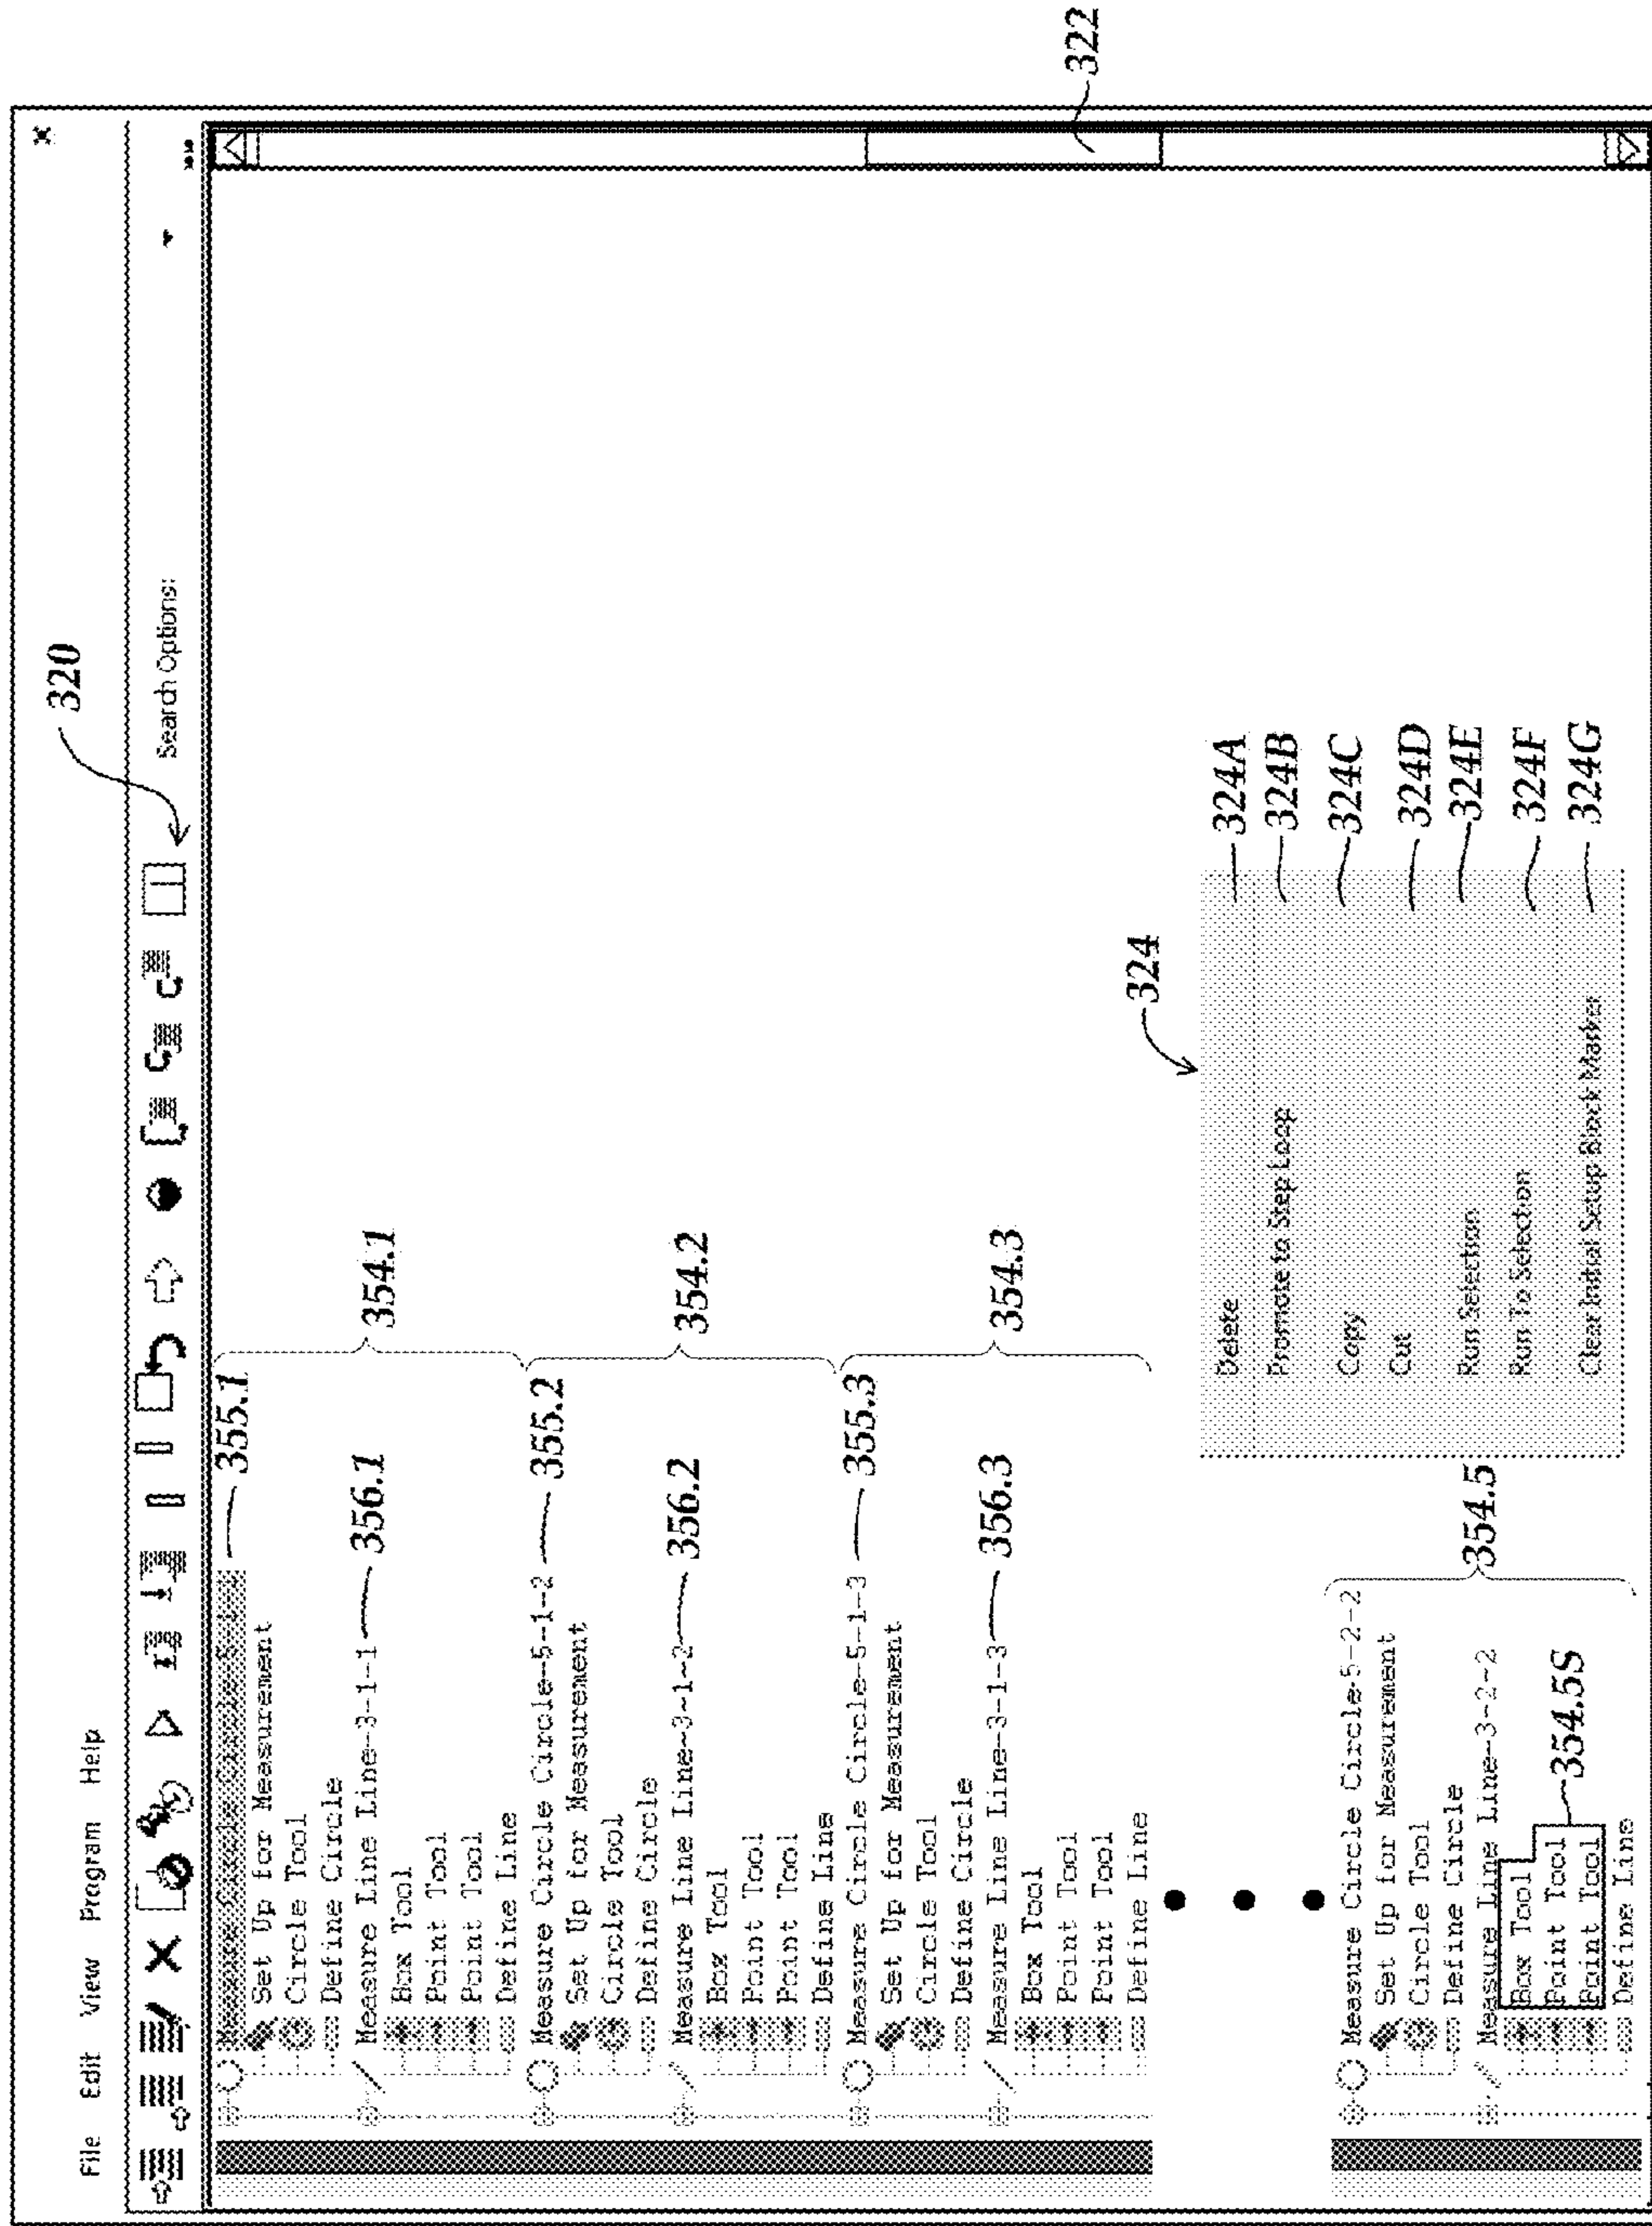 320
File Edit View Program Help
Search Options:
355.1
Set Up for Measurement
Circle Tool
Define Circle
Measure Line Line-3-1-1
356.1
354.1
Box Tool
Point Tool
Point Tool
Define Line
Measure Circle Circle-5-1-2
355.2
Set Up for Measurement
Circle Tool
Define Circle
Measure Line Line-3-1-2
356.2
354.2
Box Tool
Point Tool
Point Tool
Define Line
Measure Circle Circle-5-1-3
355.3
Set Up for Measurement
Circle Tool
Define Circle
Measure Line Line-3-1-3
356.3
354.3
Box Tool
Point Tool
Point Tool
Define Line
322
324
Delete 324A
Promote to Step Loop 324B
Copy 324C
Cut 324D
Run Selection 324E
Run To Selection 324F
Clear Initial Setup Block Marker 324G
Measure Circle Circle-5-2-2
Set Up for Measurement
Circle Tool
Define Circle
Measure Line Line-3-2-2
354.5
Box Tool
Point Tool
354.5S
Point Tool
Define Line